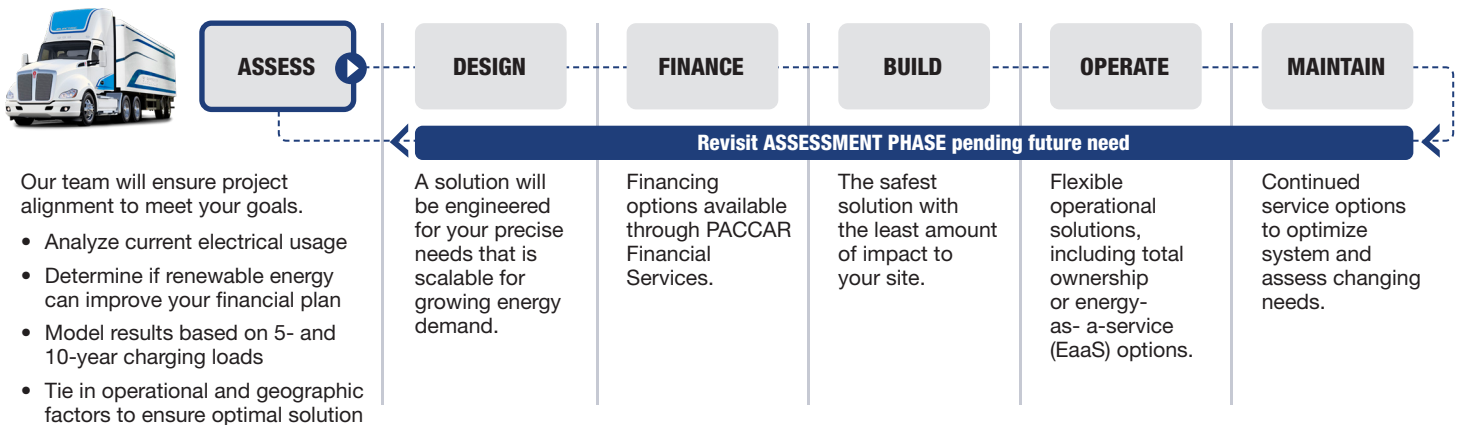 ASSESS
DESIGN
FINANCE
BUILD
OPERATE
MAINTAIN
Revisit ASSESSMENT PHASE pending future need
Our team will ensure project
alignment to meet your goals.
• Analyze current electrical usage
• Determine if renewable energy
can improve your financial plan
• Model results based on 5- and
10-year charging loads
• Tie in operational and geographic
factors to ensure optimal solution
A solution will
be engineered
for your precise
needs that is
scalable for
growing energy
demand.
Financing
options available
through PACCAR
Financial
Services.
The safest
solution with
the least amount
of impact to
your site.
Flexible
operational
solutions,
including total
ownership
or energy-
as- a-service
(EaaS) options.
Continued
service options
to optimize
system and
assess changing
needs.